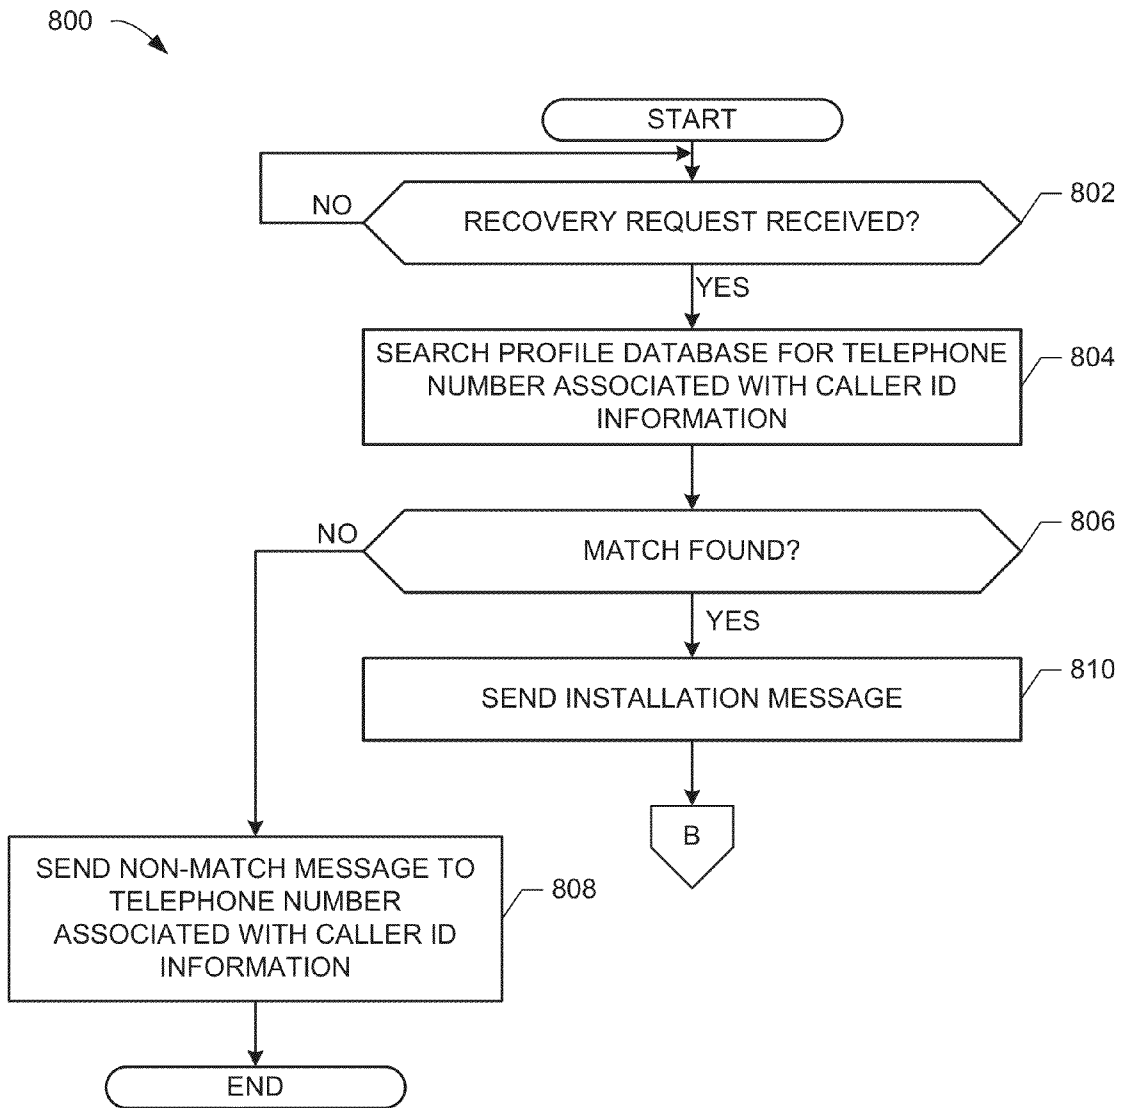 800
START
NO
802
RECOVERY REQUEST RECEIVED?
YES
SEARCH PROFILE DATABASE FOR TELEPHONE
NUMBER ASSOCIATED WITH CALLER ID
INFORMATION
804
NO
806
MATCH FOUND?
YES
SEND INSTALLATION MESSAGE
810
B
SEND NON-MATCH MESSAGE TO
TELEPHONE NUMBER
ASSOCIATED WITH CALLER ID
INFORMATION
808
END